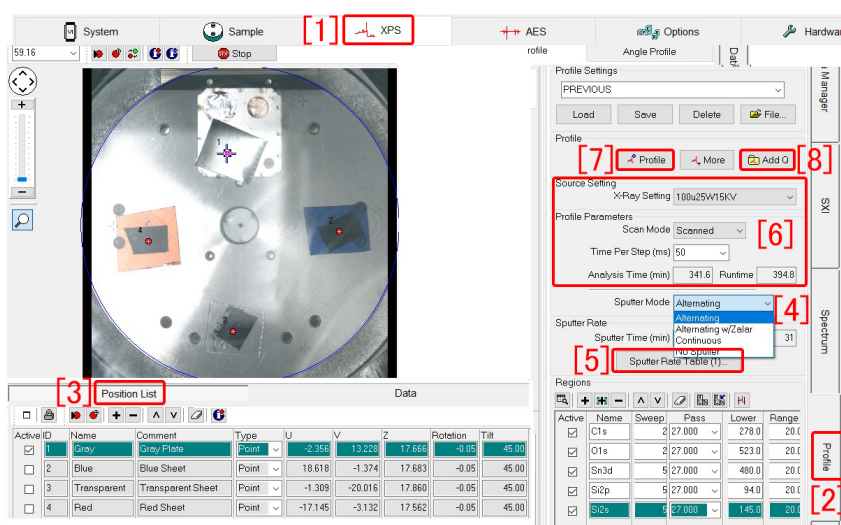 System Sample [1] XPS AES Options Hardwar
59.16 Stop rofile Angle Profile
Profile Settings
PREVIOUS
Load Save Delete File...
Profile
[7] Profile More Add Q [8]
Source Setting
X-Ray Setting 100u25W15KV
Profile Parameters
Scan Mode Scanned [6]
Time Per Step (ms) 50
Analysis Time (min) 341.6 Runtime 394.8
Sputter Mode Alternating [4]
Alternating
Alternating w/Zalar
Continuous
No Sputter
Sputter Rate
Sputter Time (min) 31
[5] Sputter Rate Table (1)...
1
2
3
4
[3] Position List Data
Active ID Name Comment Type U V Z Rotation Tilt
1 Gray Gray Plate Point -2.356 13.228 17.666 -0.05 45.00
2 Blue Blue Sheet Point 18.618 -1.374 17.683 -0.05 45.00
3 Transparent Transparent Sheet Point -1.309 -20.016 17.860 -0.05 45.00
4 Red Red Sheet Point -17.145 -3.132 17.562 -0.05 45.00
Regions
Active Name Sweep Pass Lower Range
C1s 2 27.000 278.0 20.0
O1s 2 27.000 523.0 20.0
Sn3d 5 27.000 480.0 20.0
Si2p 5 27.000 94.0 20.0
Si2s 5 27.000 145.0 20.0
Manager
SXI
Spectrum
Profile
[2]